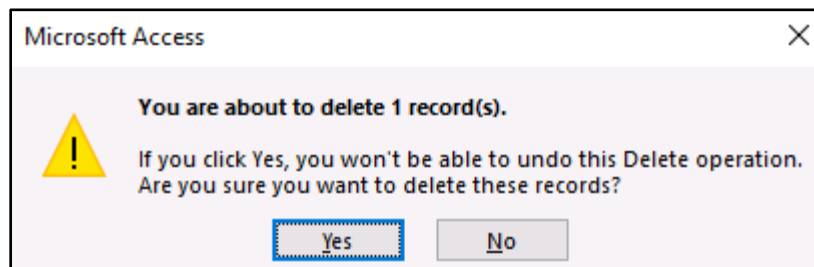 Microsoft Access
You are about to delete 1 record(s).
If you click Yes, you won't be able to undo this Delete operation.
Are you sure you want to delete these records?
Yes No